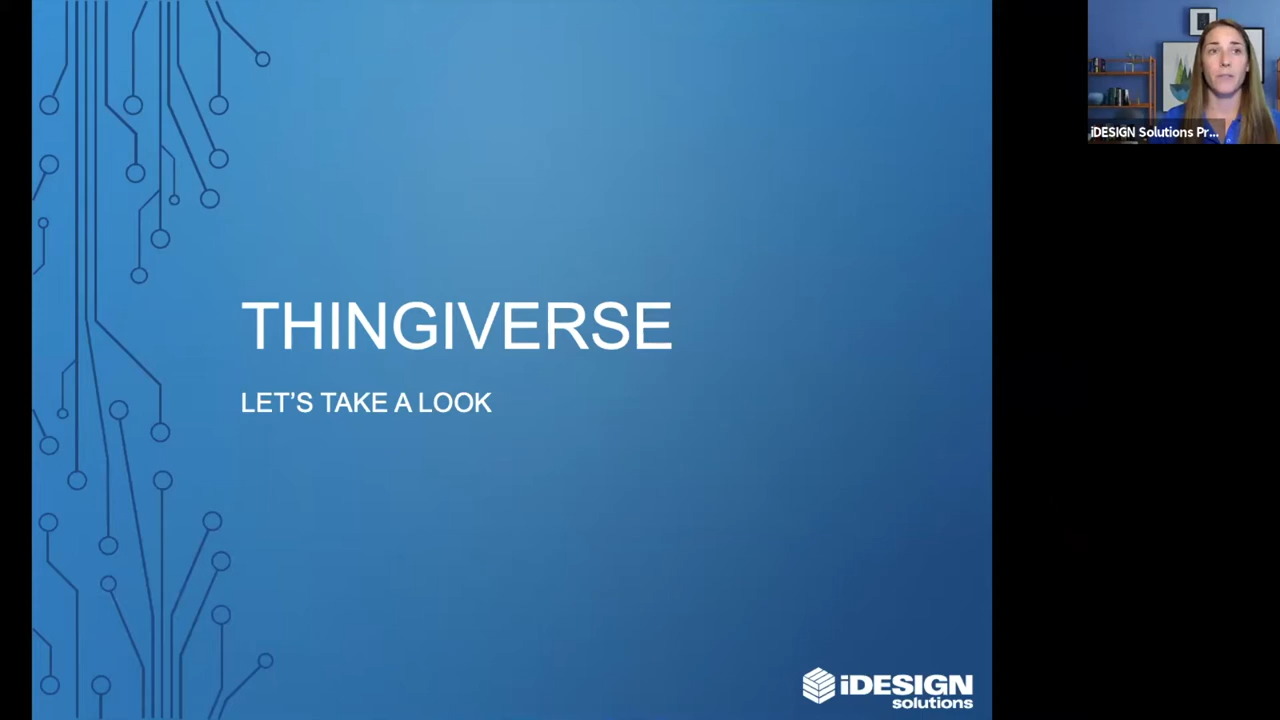 THINGIVERSE
LET'S TAKE A LOOK
iDESIGN Solutions Pr...
iDESIGN
solutions